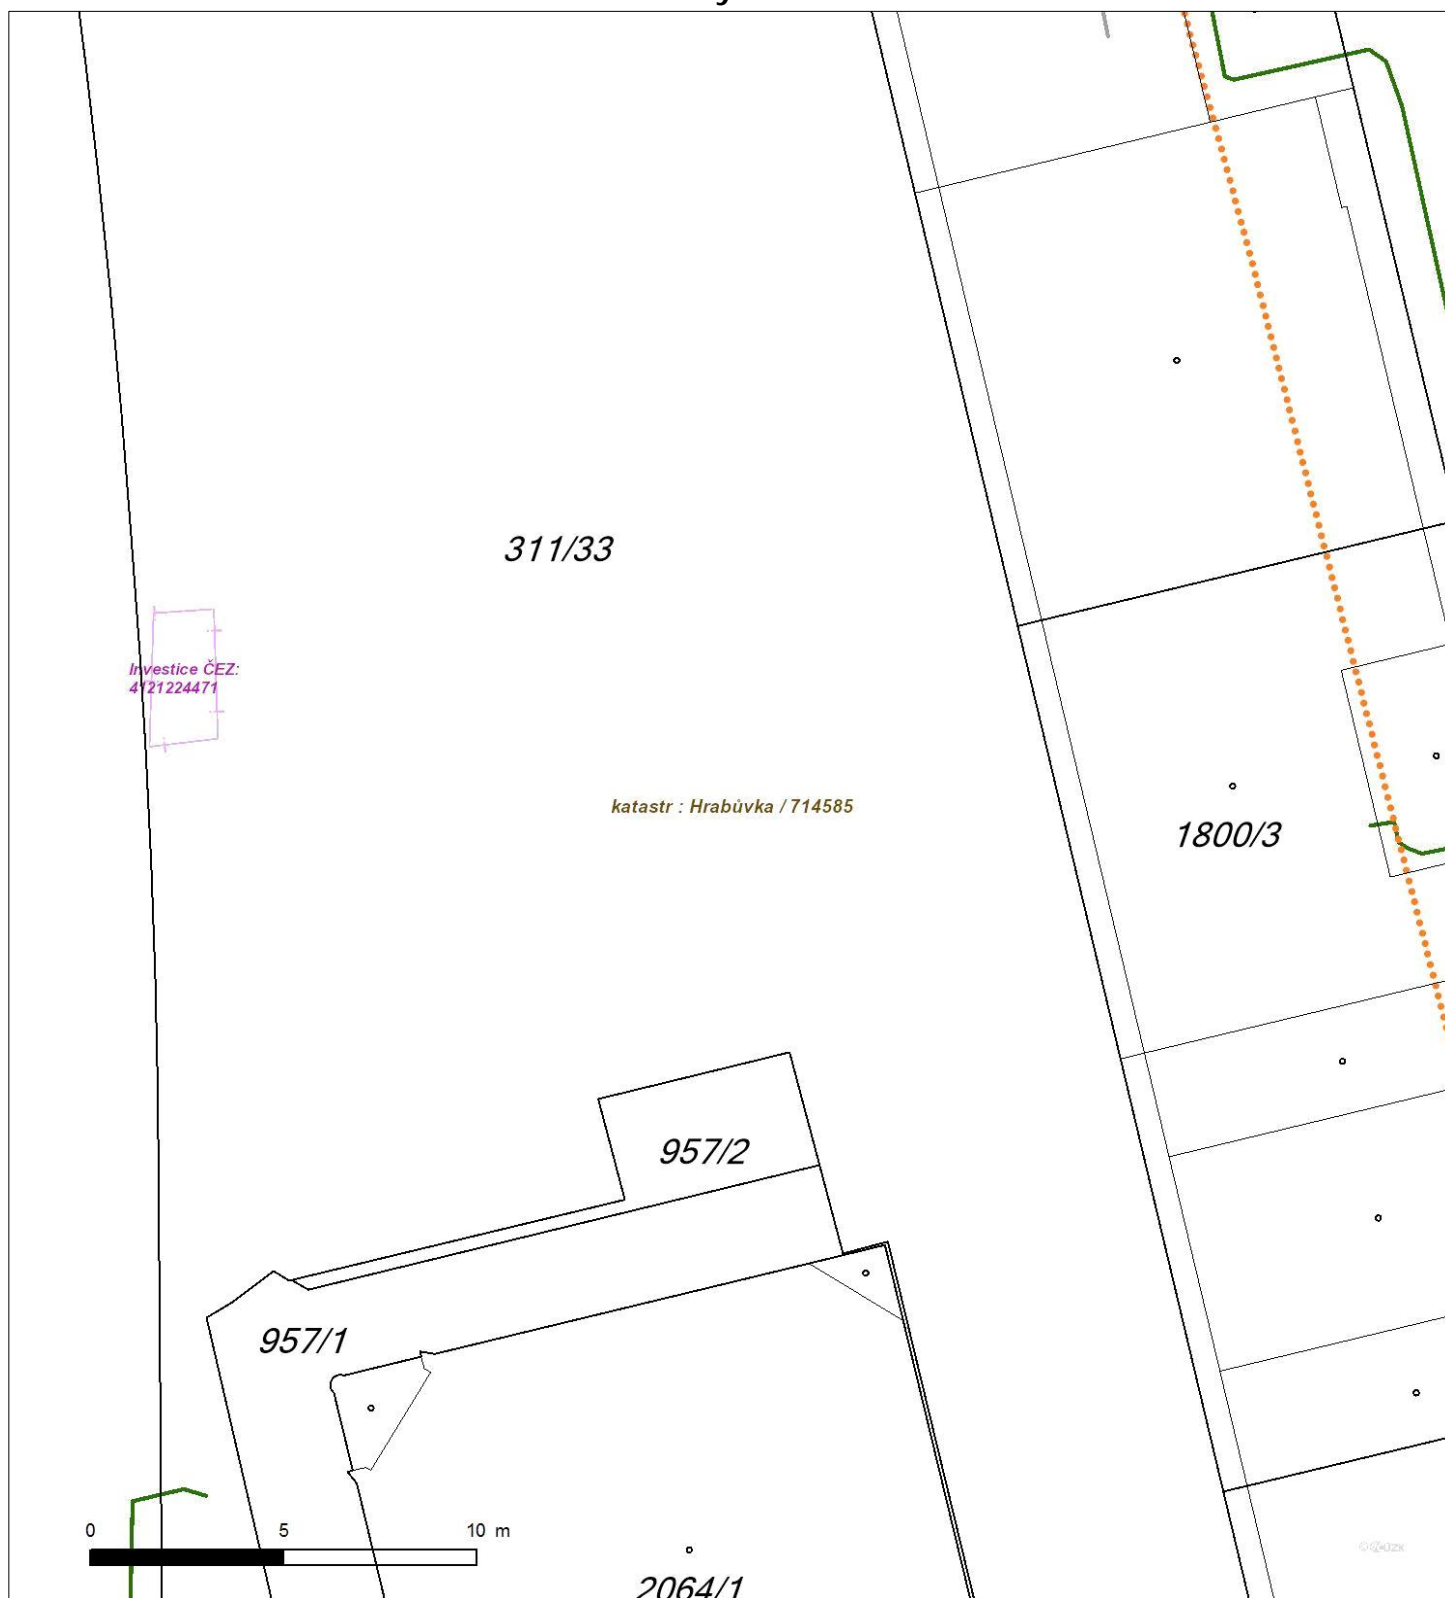 311/33
Investice ČEZ:
4121224471
katastr : Hrabůvka / 714585
1800/3
957/2
957/1
0 5 10 m
2064/1